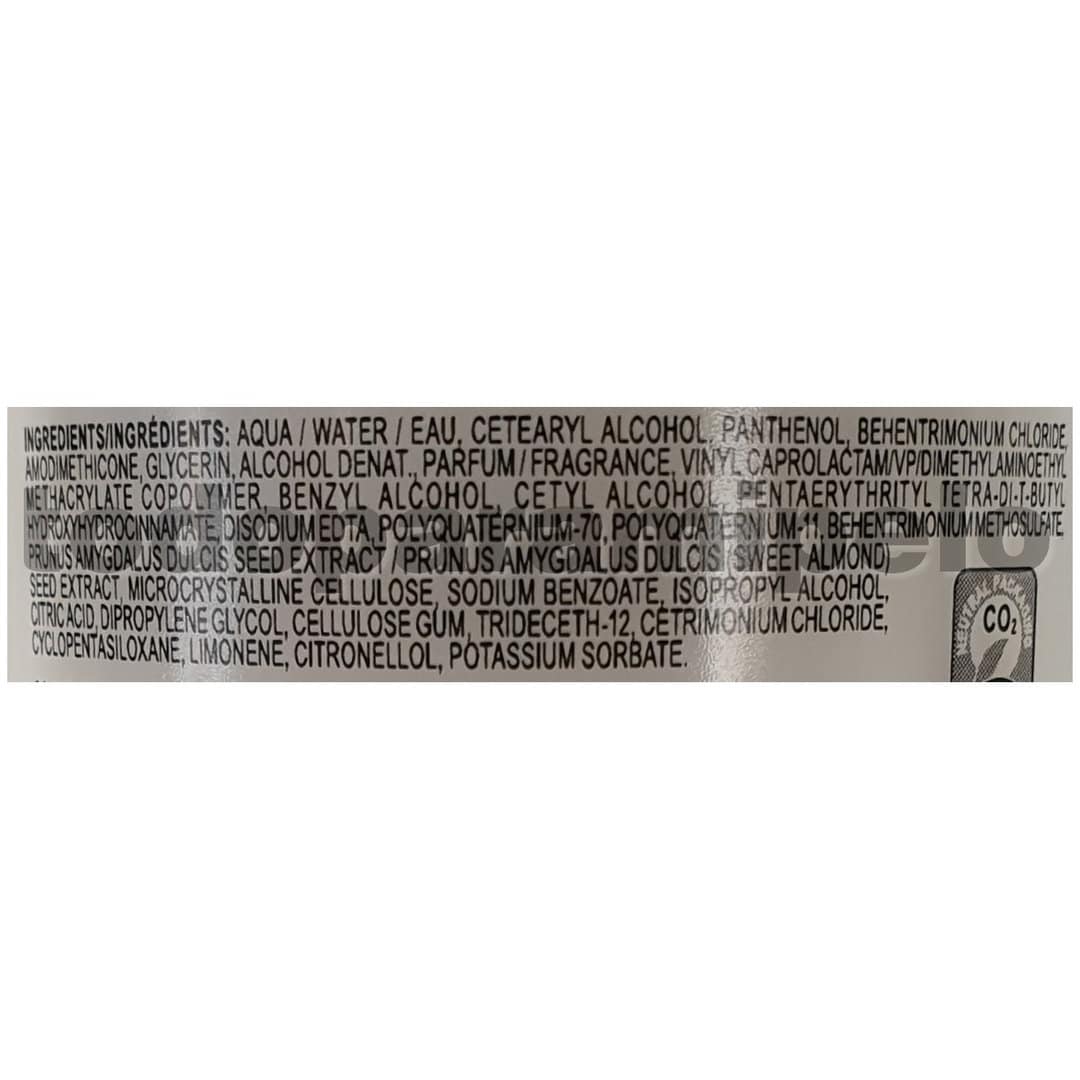 INGREDIENTS/INGRÉDIENTS: AQUA / WATER / EAU, CETEARYL ALCOHOL, PANTHENOL, BEHENTRIMONIUM CHLORIDE,
AMODIMETHICONE, GLYCERIN, ALCOHOL DENAT., PARFUM / FRAGRANCE, VINYL CAPROLACTAM/VP/DIMETHYLAMINOETHYL
METHACRYLATE COPOLYMER, BENZYL ALCOHOL, CETYL ALCOHOL, PENTAERYTHRITYL TETRA-DI-T-BUTYL
HYDROXYHYDROCINNAMATE, DISODIUM EDTA, POLYQUATERNIUM-70, POLYQUATERNIUM-11, BEHENTRIMONIUM METHOSULFATE,
PRUNUS AMYGDALUS DULCIS SEED EXTRACT / PRUNUS AMYGDALUS DULCIS (SWEET ALMOND)
SEED EXTRACT, MICROCRYSTALLINE CELLULOSE, SODIUM BENZOATE, ISOPROPYL ALCOHOL,
CITRIC ACID, DIPROPYLENE GLYCOL, CELLULOSE GUM, TRIDECETH-12, CETRIMONIUM CHLORIDE,
CYCLOPENTASILOXANE, LIMONENE, CITRONELLOL, POTASSIUM SORBATE.
NEUTRAL PACKAGING
CO₂